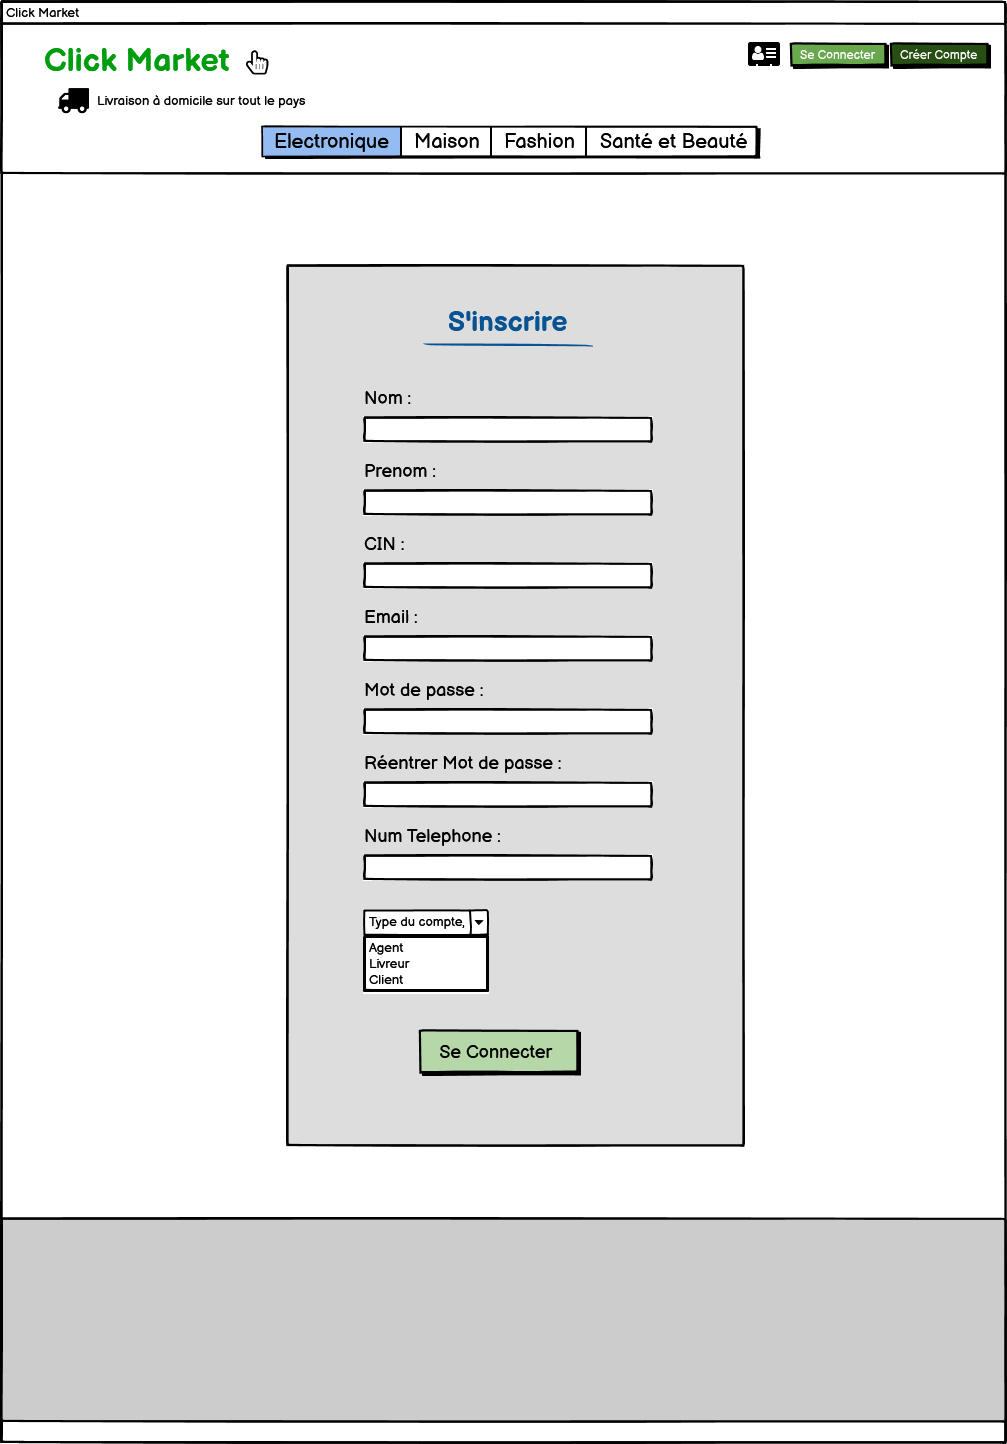 Click Market
Click Market
Se Connecter
Créer Compte
Livraison à domicile sur tout le pays
Electronique
Maison
Fashion
Santé et Beauté
S'inscrire
Nom :
Prenom :
CIN :
Email :
Mot de passe :
Réentrer Mot de passe :
Num Telephone :
Type du compte,
Agent
Livreur
Client
Se Connecter